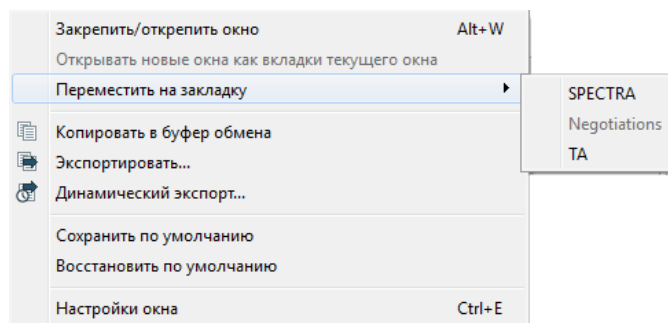 Закрепить/открепить окно Alt+W
Открывать новые окна как вкладки текущего окна
Переместить на закладку
SPECTRA
Negotiations
TA
Копировать в буфер обмена
Экспортировать...
Динамический экспорт...
Сохранить по умолчанию
Восстановить по умолчанию
Настройки окна Ctrl+E